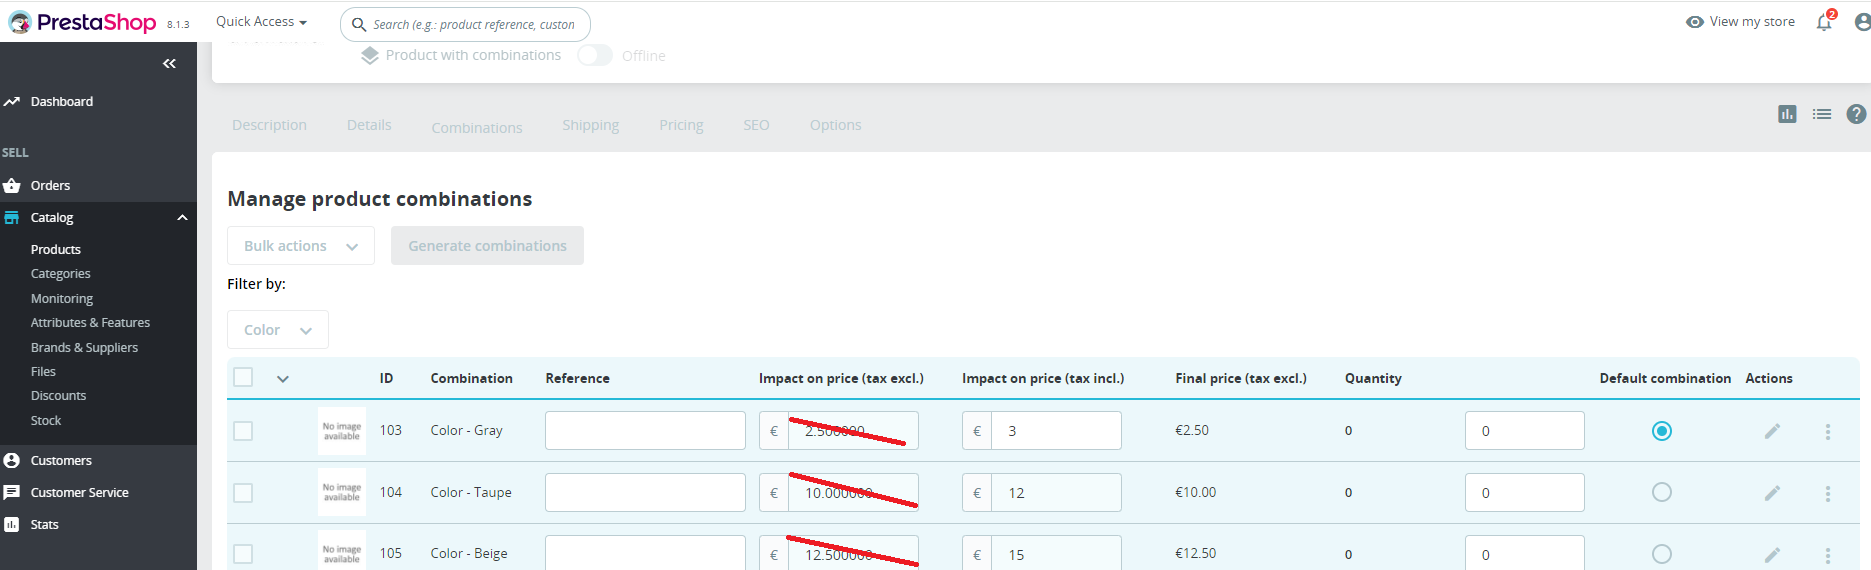 PrestaShop 8.1.3 Quick Access Search (e.g.: product reference, custon View my store 2
Product with combinations Offline
Dashboard
Description Details Combinations Shipping Pricing SEO Options
SELL
Orders
Catalog
Products
Categories
Monitoring
Attributes & Features
Brands & Suppliers
Files
Discounts
Stock
Customers
Customer Service
Stats
Manage product combinations
Bulk actions Generate combinations
Filter by:
Color
ID Combination Reference Impact on price (tax excl.) Impact on price (tax incl.) Final price (tax excl.) Quantity Default combination Actions
No image available 103 Color - Gray € 2.500000 € 3 €2.50 0 0
No image available 104 Color - Taupe € 10.000000 € 12 €10.00 0 0
No image available 105 Color - Beige € 12.500000 € 15 €12.50 0 0